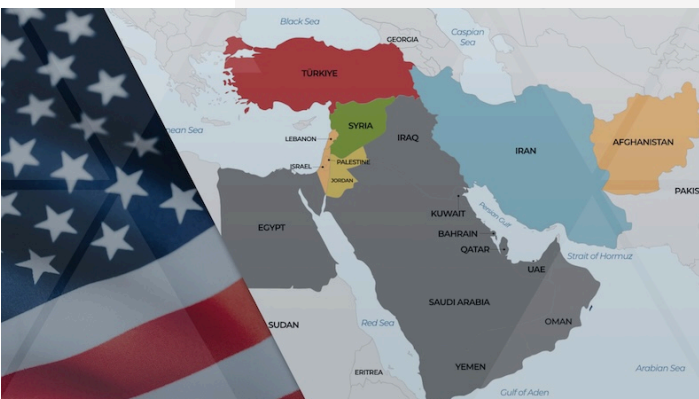 Black Sea
Caspian
Sea
GEORGIA
TÜRKIYE
SYRIA
LEBANON
IRAQ
IRAN
AFGHANISTAN
ISRAEL
PALESTINE
JORDAN
PAKIS
KUWAIT
Persian Gulf
EGYPT
BAHRAIN
QATAR
Strait of Hormuz
UAE
SAUDI ARABIA
OMAN
SUDAN
Red Sea
YEMEN
ERITREA
Arabian Sea
Gulf of Aden
ean Sea